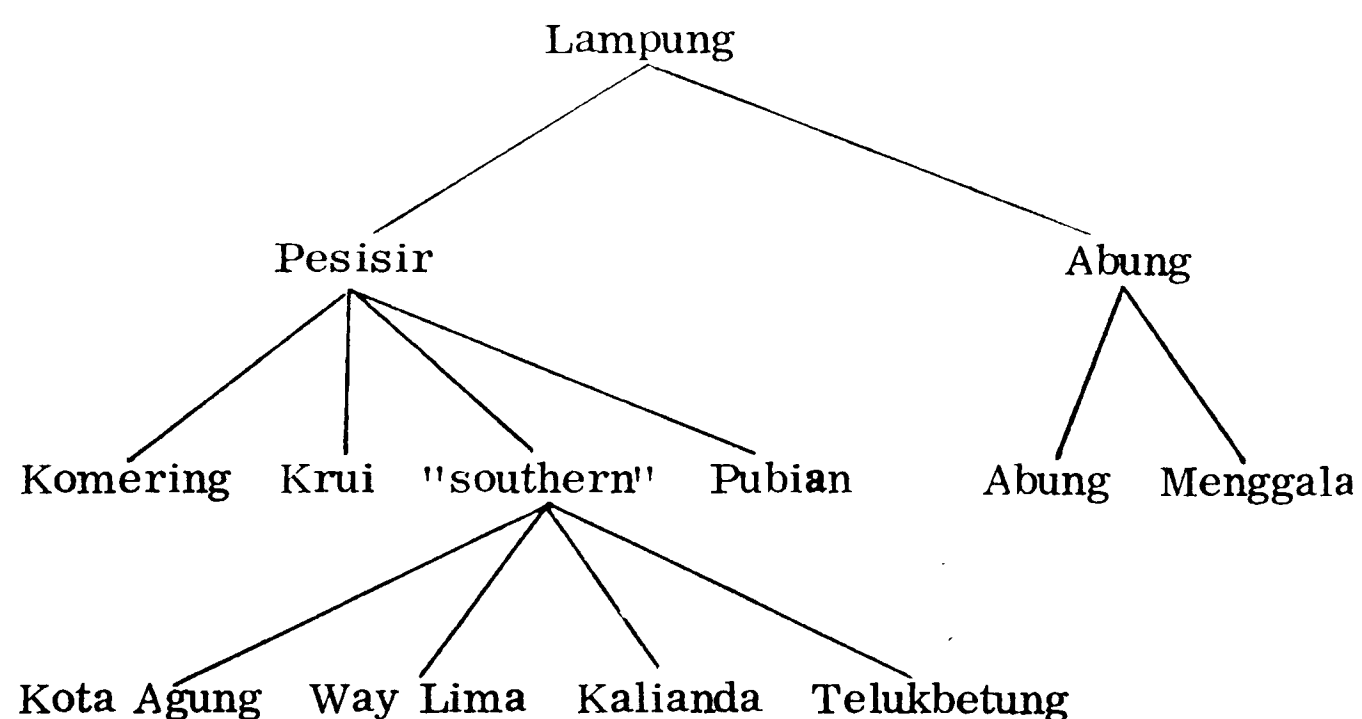 Lampung
Pesisir Abung
Komering Krui "southern" Pubian Abung Menggala
Kota Agung Way Lima Kalianda Telukbetung